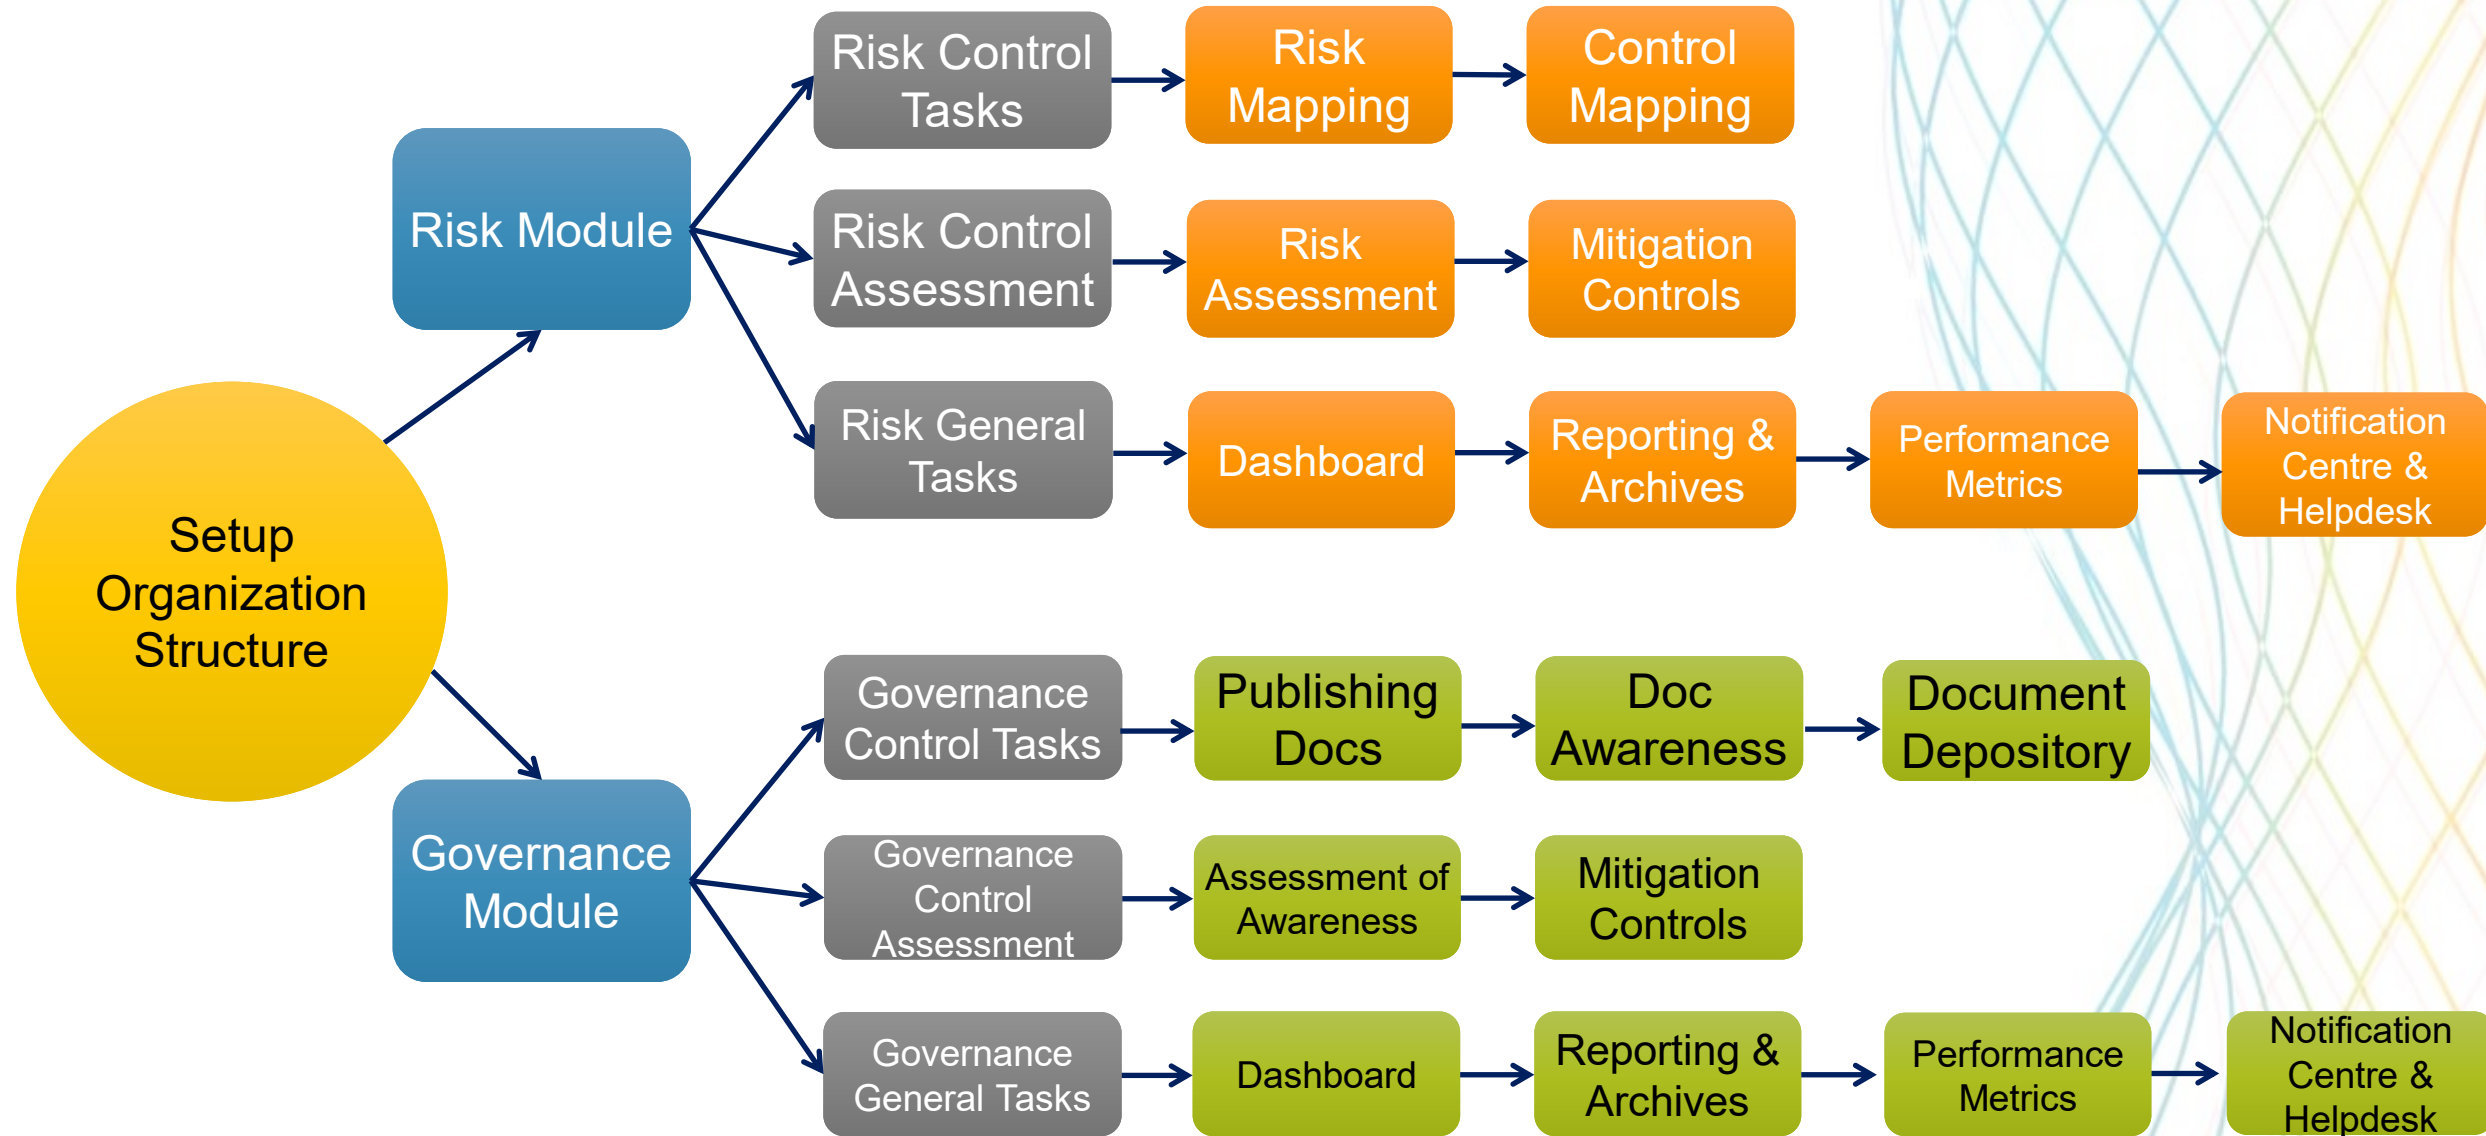 Risk Control
Tasks
Risk
Mapping
Control
Mapping
Risk Module
Risk Control
Assessment
Risk
Assessment
Mitigation
Controls
Risk General
Tasks
Dashboard
Reporting &
Archives
Performance
Metrics
Notification
Centre &
Helpdesk
Setup
Organization
Structure
Governance
Control Tasks
Publishing
Docs
Doc
Awareness
Document
Depository
Governance
Module
Governance
Control
Assessment
Assessment of
Awareness
Mitigation
Controls
Governance
General Tasks
Dashboard
Reporting &
Archives
Performance
Metrics
Notification
Centre &
Helpdesk